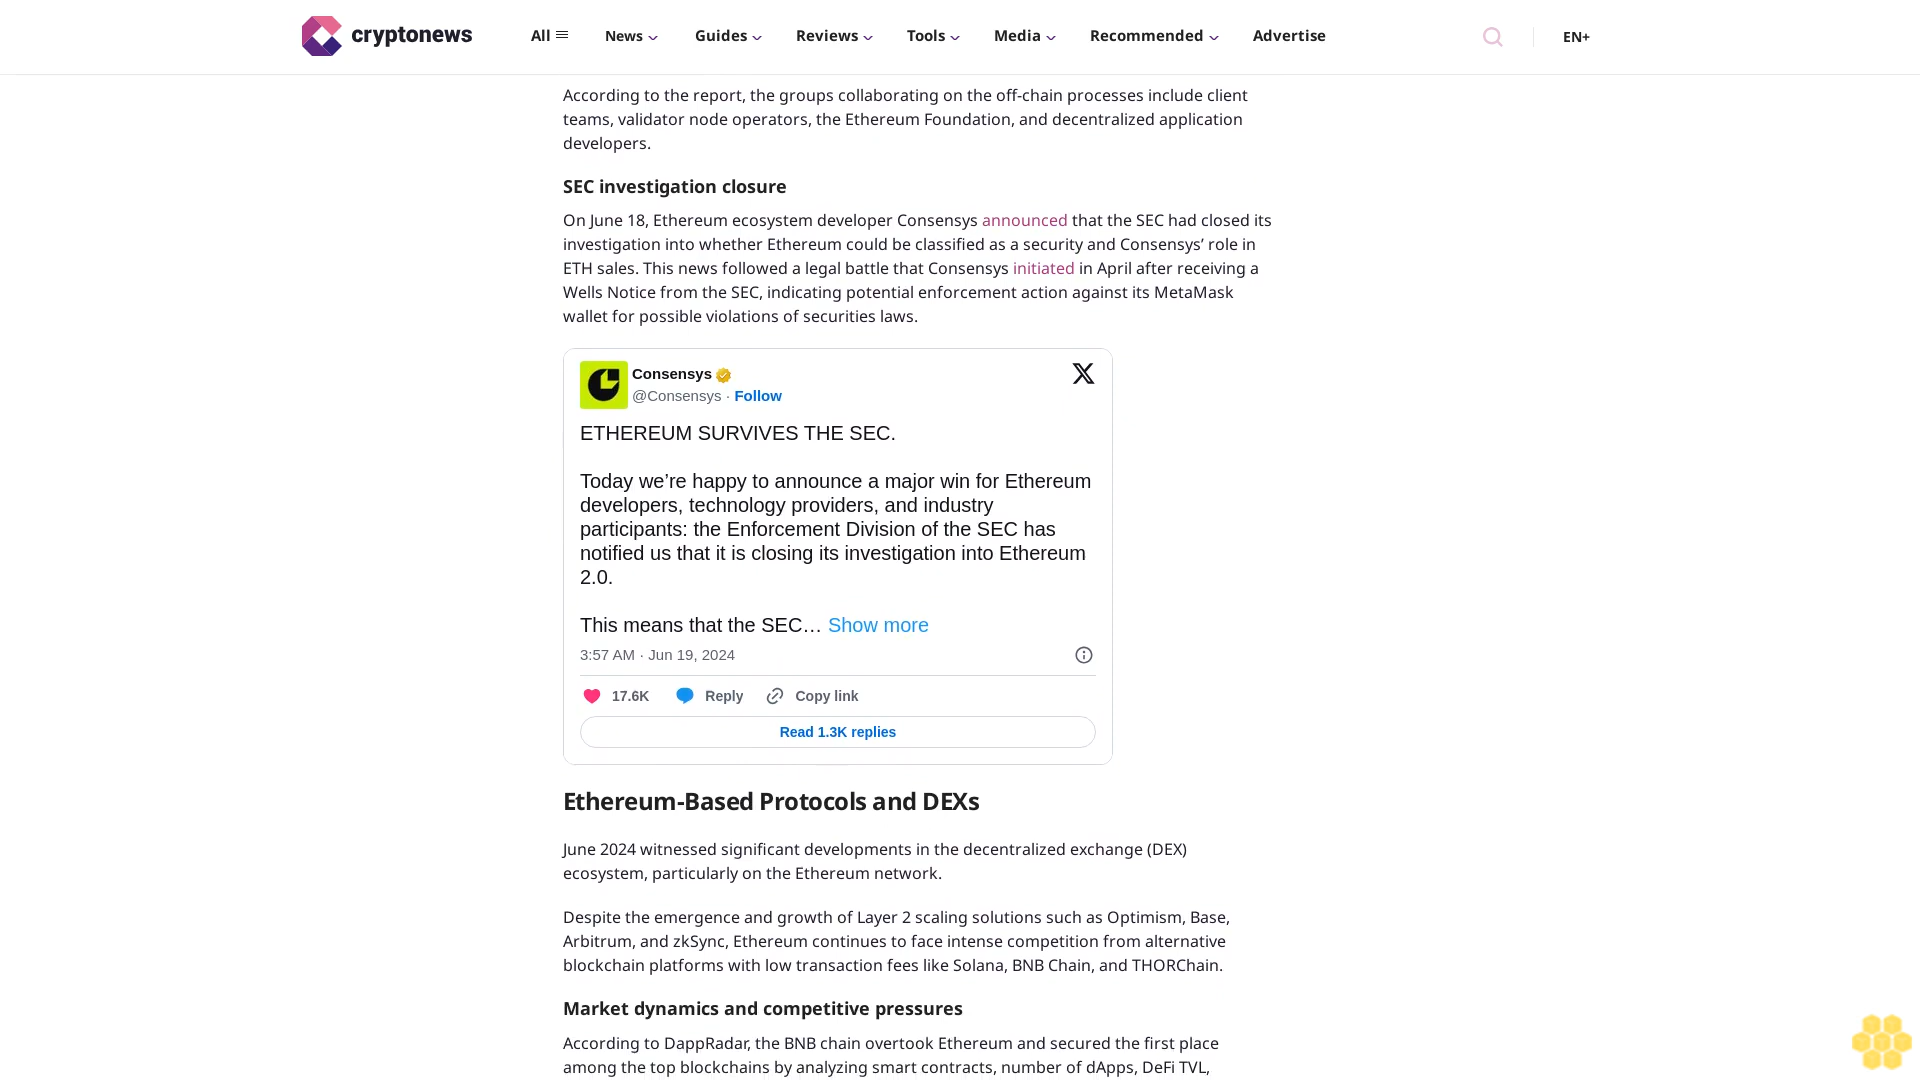 cryptonews
All
News
Guides
Reviews
Tools
Media
Recommended
Advertise
EN+
According to the report, the groups collaborating on the off-chain processes include client
teams, validator node operators, the Ethereum Foundation, and decentralized application
developers.
SEC investigation closure
On June 18, Ethereum ecosystem developer Consensys announced that the SEC had closed its
investigation into whether Ethereum could be classified as a security and Consensys’ role in
ETH sales. This news followed a legal battle that Consensys initiated in April after receiving a
Wells Notice from the SEC, indicating potential enforcement action against its MetaMask
wallet for possible violations of securities laws.
Consensys
@Consensys · Follow
ETHEREUM SURVIVES THE SEC.
Today we’re happy to announce a major win for Ethereum
developers, technology providers, and industry
participants: the Enforcement Division of the SEC has
notified us that it is closing its investigation into Ethereum
2.0.
This means that the SEC… Show more
3:57 AM · Jun 19, 2024
17.6K Reply Copy link
Read 1.3K replies
Ethereum-Based Protocols and DEXs
June 2024 witnessed significant developments in the decentralized exchange (DEX)
ecosystem, particularly on the Ethereum network.
Despite the emergence and growth of Layer 2 scaling solutions such as Optimism, Base,
Arbitrum, and zkSync, Ethereum continues to face intense competition from alternative
blockchain platforms with low transaction fees like Solana, BNB Chain, and THORChain.
Market dynamics and competitive pressures
According to DappRadar, the BNB chain overtook Ethereum and secured the first place
among the top blockchains by analyzing smart contracts, number of dApps, DeFi TVL,